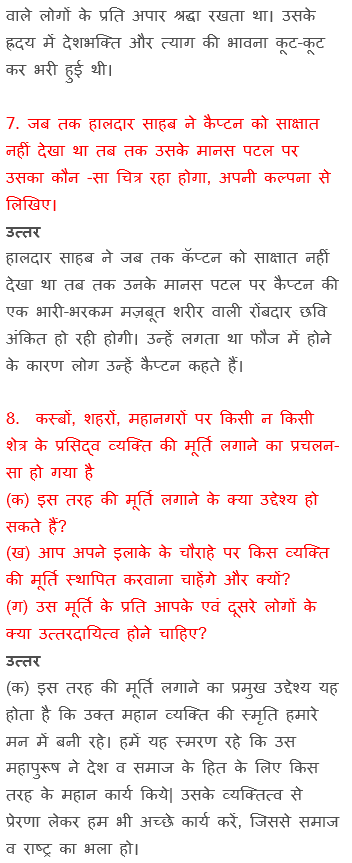 वाले लोगों के प्रति अपार श्रद्धा रखता था। उसके
ह्रदय में देशभक्ति और त्याग की भावना कूट-कूट
कर भरी हुई थी।
7. जब तक हालदार साहब ने कैप्टन को साक्षात
नहीं देखा था तब तक उसके मानस पटल पर
उसका कौन -सा चित्र रहा होगा, अपनी कल्पना से
लिखिए।
उत्तर
हालदार साहब ने जब तक कॅप्टन को साक्षात नहीं
देखा था तब तक उनके मानस पटल पर कैप्टन की
एक भारी-भरकम मज़बूत शरीर वाली रोंबदार छवि
अंकित हो रही होगी। उन्हें लगता था फौज में होने
के कारण लोग उन्हें कैप्टन कहते हैं।
8. कस्बों, शहरों, महानगरों पर किसी न किसी
शेत्र के प्रसिद्व व्यक्ति की मूर्ति लगाने का प्रचलन-
सा हो गया है
(क) इस तरह की मूर्ति लगाने के क्या उद्देश्य हो
सकते हैं?
(ख) आप अपने इलाके के चौराहे पर किस व्यक्ति
की मूर्ति स्थापित करवाना चाहेंगे और क्यों?
(ग) उस मूर्ति के प्रति आपके एवं दूसरे लोगों के
क्या उत्तरदायित्व होने चाहिए?
उत्तर
(क) इस तरह की मूर्ति लगाने का प्रमुख उद्देश्य यह
होता है कि उक्त महान व्यक्ति की स्मृति हमारे
मन में बनी रहे। हमें यह स्मरण रहे कि उस
महापुरूष ने देश व समाज के हित के लिए किस
तरह के महान कार्य किये| उसके व्यक्तित्व से
प्रेरणा लेकर हम भी अच्छे कार्य करें, जिससे समाज
व राष्ट्र का भला हो।